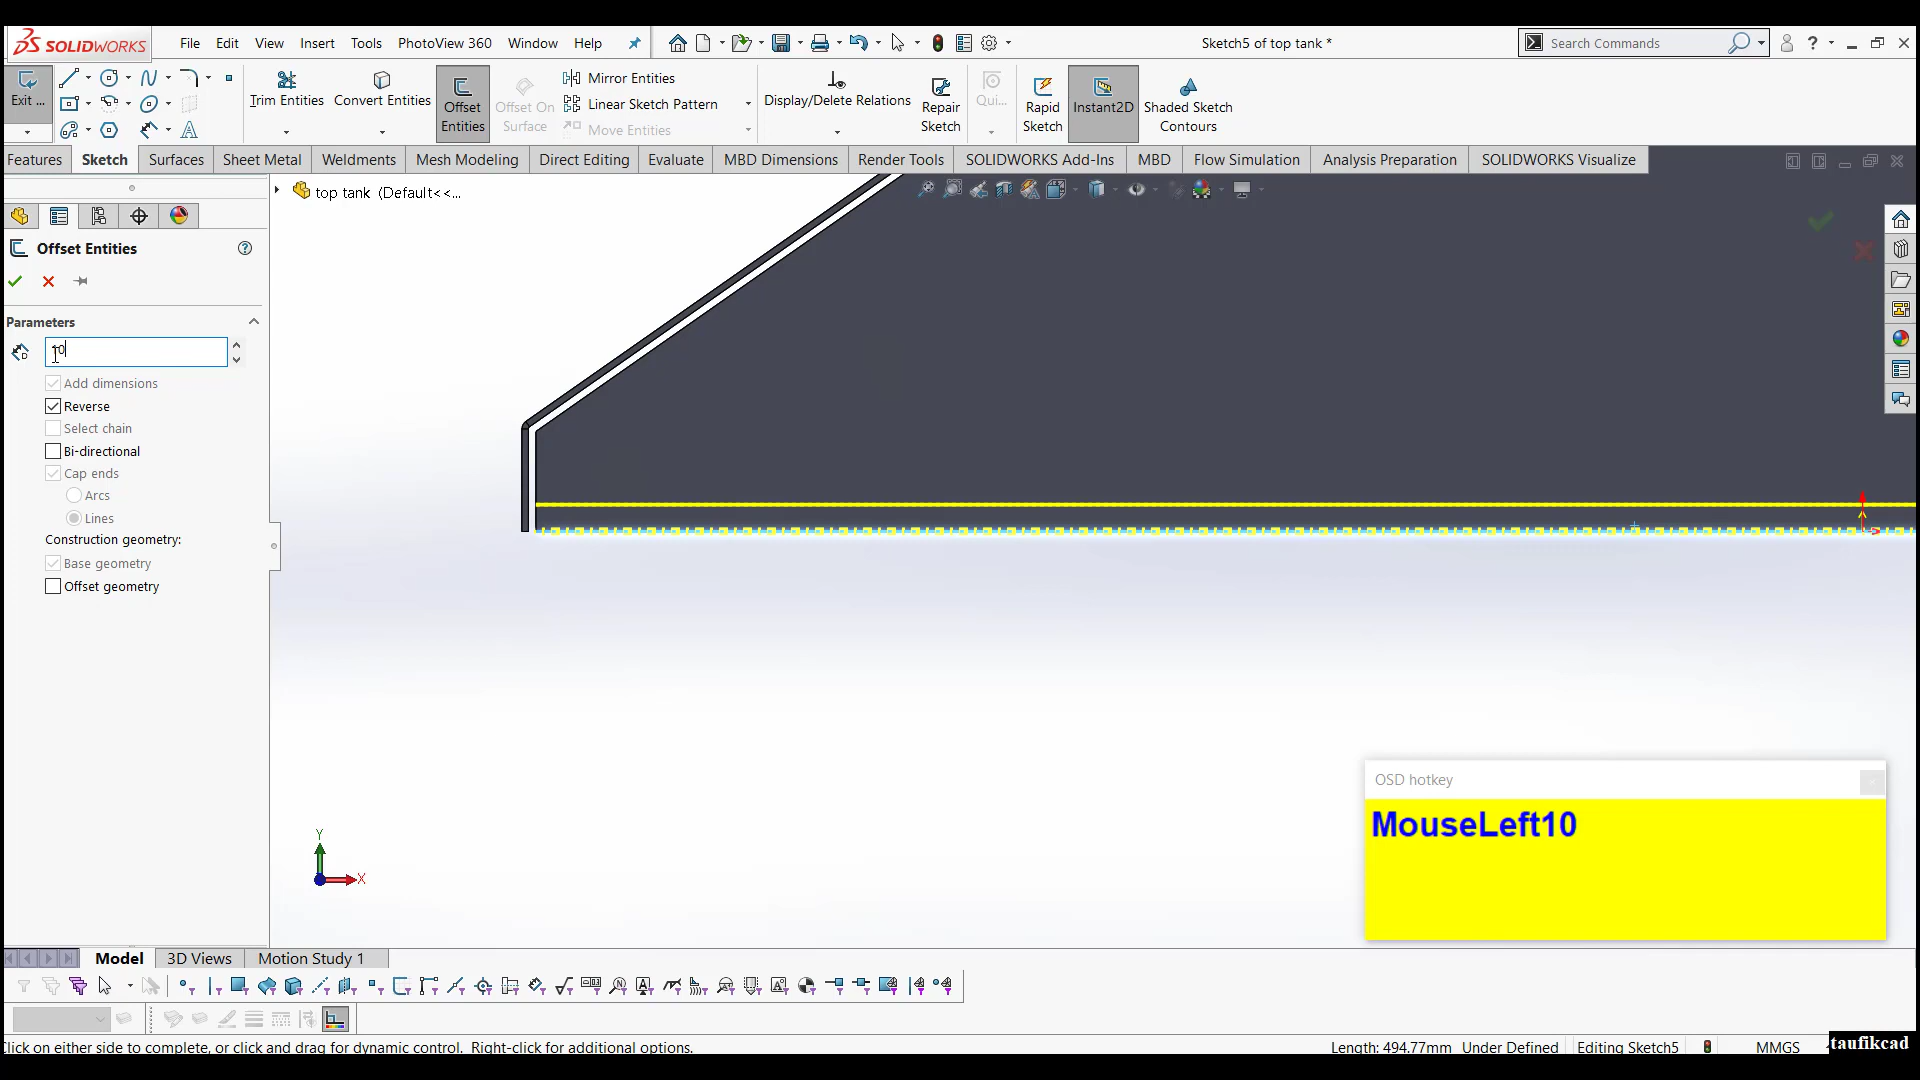 SOLIDWORKS
File Edit View Insert Tools PhotoView 360 Window Help
Sketch5 of top tank *
Search Commands
Exit ...
Trim Entities
Convert Entities
Offset Entities
Offset On Surface
Mirror Entities
Linear Sketch Pattern
Move Entities
Display/Delete Relations
Repair Sketch
Qui...
Rapid Sketch
Instant2D
Shaded Sketch Contours
Features Sketch Surfaces Sheet Metal Weldments Mesh Modeling Direct Editing Evaluate MBD Dimensions Render Tools SOLIDWORKS Add-Ins MBD Flow Simulation Analysis Preparation SOLIDWORKS Visualize
top tank (Default<<...
Offset Entities
Parameters
10
Add dimensions
Reverse
Select chain
Bi-directional
Cap ends
Arcs
Lines
Construction geometry:
Base geometry
Offset geometry
Y
X
OSD hotkey
MouseLeft10
Model 3D Views Motion Study 1
Click on either side to complete, or click and drag for dynamic control. Right-click for additional options.
Length: 494.77mm Under Defined Editing Sketch5 MMGS
taufikcad